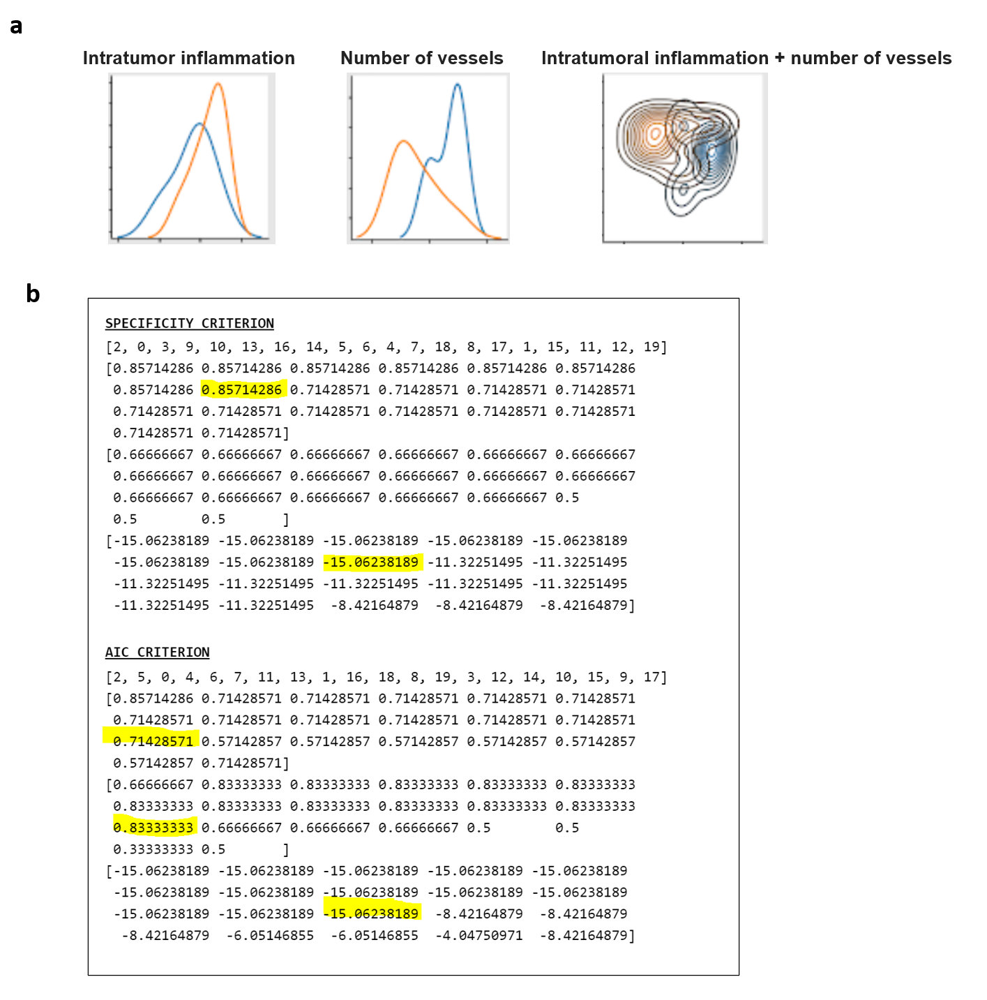 a
Intratumor inflammation
Number of vessels
Intratumoral inflammation + number of vessels
b
SPECIFICITY CRITERION
[2, 0, 3, 9, 10, 13, 16, 14, 5, 6, 4, 7, 18, 8, 17, 1, 15, 11, 12, 19]
[0.85714286 0.85714286 0.85714286 0.85714286 0.85714286 0.85714286
0.85714286 0.85714286 0.71428571 0.71428571 0.71428571 0.71428571
0.71428571 0.71428571 0.71428571 0.71428571 0.71428571 0.71428571
0.71428571 0.71428571]
[0.66666667 0.66666667 0.66666667 0.66666667 0.66666667 0.66666667
0.66666667 0.66666667 0.66666667 0.66666667 0.66666667 0.66666667
0.66666667 0.66666667 0.66666667 0.66666667 0.66666667 0.5
0.5 0.5 ]
[-15.06238189 -15.06238189 -15.06238189 -15.06238189 -15.06238189
-15.06238189 -15.06238189 -15.06238189 -11.32251495 -11.32251495
-11.32251495 -11.32251495 -11.32251495 -11.32251495 -11.32251495
-11.32251495 -11.32251495 -8.42164879 -8.42164879 -8.42164879]
AIC CRITERION
[2, 5, 0, 4, 6, 7, 11, 13, 1, 16, 18, 8, 19, 3, 12, 14, 10, 15, 9, 17]
[0.85714286 0.71428571 0.71428571 0.71428571 0.71428571 0.71428571
0.71428571 0.71428571 0.71428571 0.71428571 0.71428571 0.71428571
0.71428571 0.57142857 0.57142857 0.57142857 0.57142857 0.57142857
0.57142857 0.71428571]
[0.66666667 0.83333333 0.83333333 0.83333333 0.83333333 0.83333333
0.83333333 0.83333333 0.83333333 0.83333333 0.83333333 0.83333333
0.83333333 0.66666667 0.66666667 0.66666667 0.5 0.5
0.33333333 0.5 ]
[-15.06238189 -15.06238189 -15.06238189 -15.06238189 -15.06238189
-15.06238189 -15.06238189 -15.06238189 -15.06238189 -15.06238189
-15.06238189 -15.06238189 -15.06238189 -8.42164879 -8.42164879
-8.42164879 -6.05146855 -6.05146855 -4.04750971 -8.42164879]